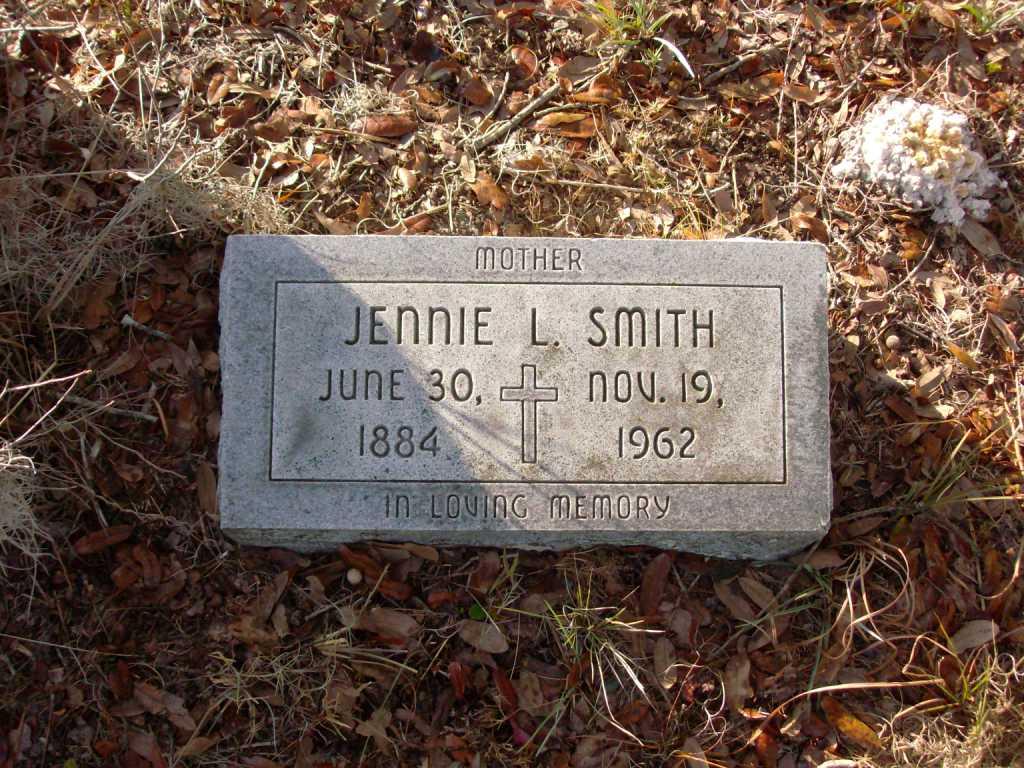 MOTHER
JENNIE L. SMITH
JUNE 30, NOV. 19,
1884 1962
IN LOVING MEMORY